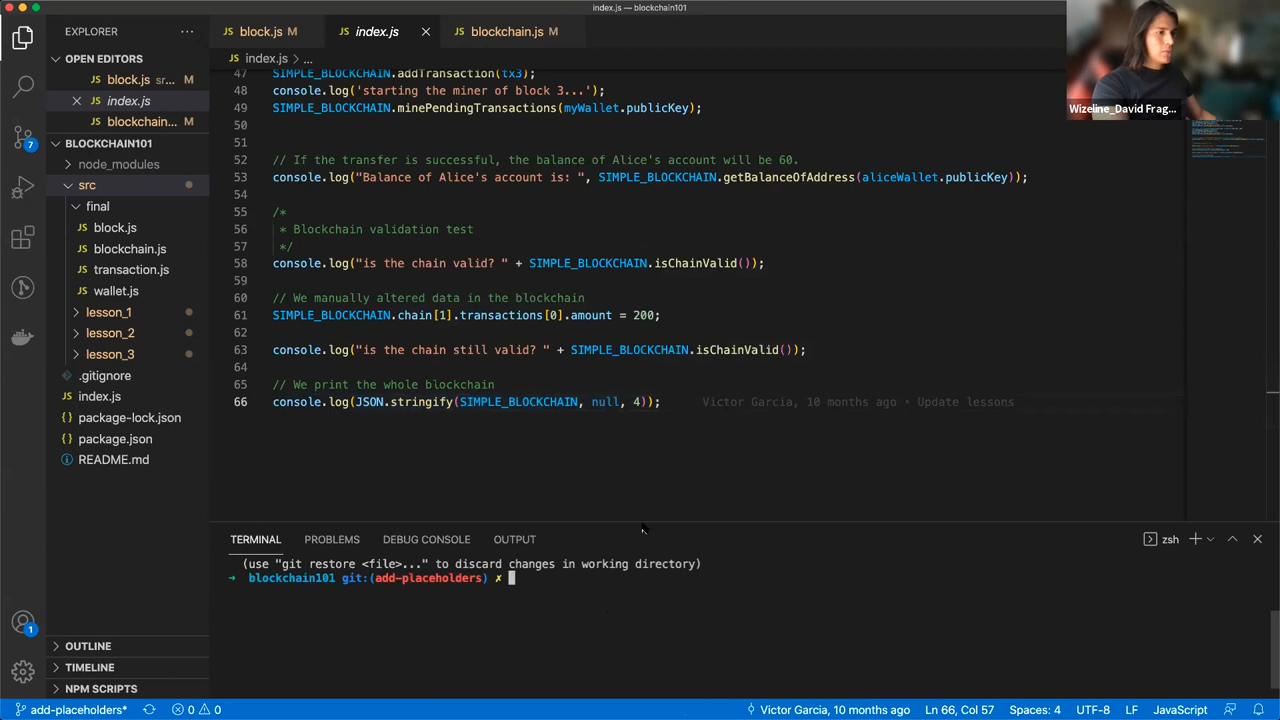 index.js — blockchain101
EXPLORER
OPEN EDITORS
block.js sr... M
index.js
blockchain... M
BLOCKCHAIN101
node_modules
src
final
block.js
blockchain.js
transaction.js
wallet.js
lesson_1
lesson_2
lesson_3
.gitignore
index.js
package-lock.json
package.json
README.md
OUTLINE
TIMELINE
NPM SCRIPTS
7
1
JS block.js M
JS index.js
JS blockchain.js M
JS index.js > ...
47 SIMPLE_BLOCKCHAIN.addTransaction(tx3);
48 console.log('starting the miner of block 3...');
49 SIMPLE_BLOCKCHAIN.minePendingTransactions(myWallet.publicKey);
50
51
52 // If the transfer is successful, the balance of Alice's account will be 60.
53 console.log("Balance of Alice's account is: ", SIMPLE_BLOCKCHAIN.getBalanceOfAddress(aliceWallet.publicKey));
54
55 /*
56 * Blockchain validation test
57 */
58 console.log("is the chain valid? " + SIMPLE_BLOCKCHAIN.isChainValid());
59
60 // We manually altered data in the blockchain
61 SIMPLE_BLOCKCHAIN.chain[1].transactions[0].amount = 200;
62
63 console.log("is the chain still valid? " + SIMPLE_BLOCKCHAIN.isChainValid());
64
65 // We print the whole blockchain
66 console.log(JSON.stringify(SIMPLE_BLOCKCHAIN, null, 4)); Victor Garcia, 10 months ago • Update lessons
Wizeline_David Frag...
TERMINAL PROBLEMS DEBUG CONSOLE OUTPUT
zsh
(use "git restore <file>..." to discard changes in working directory)
➜ blockchain101 git:(add-placeholders) ✗
add-placeholders* 0 0 Victor Garcia, 10 months ago Ln 66, Col 57 Spaces: 4 UTF-8 LF JavaScript